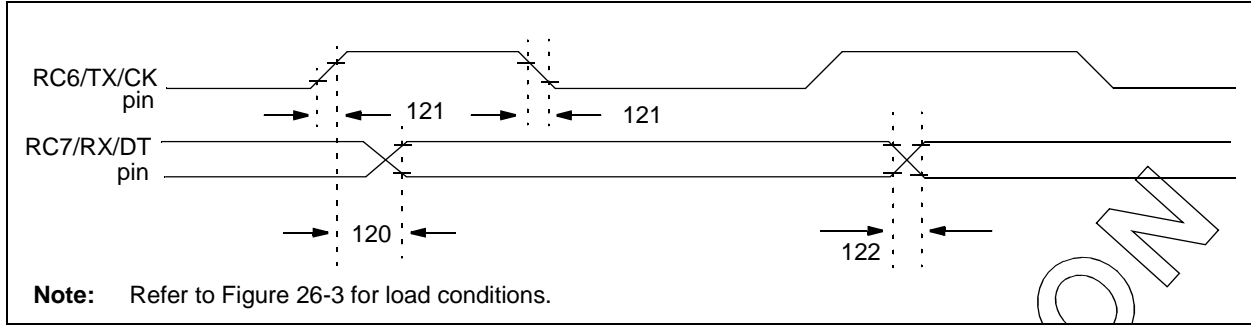 RC6/TX/CK
pin
121
121
RC7/RX/DT
pin
120
122
Note: Refer to Figure 26-3 for load conditions.
ON